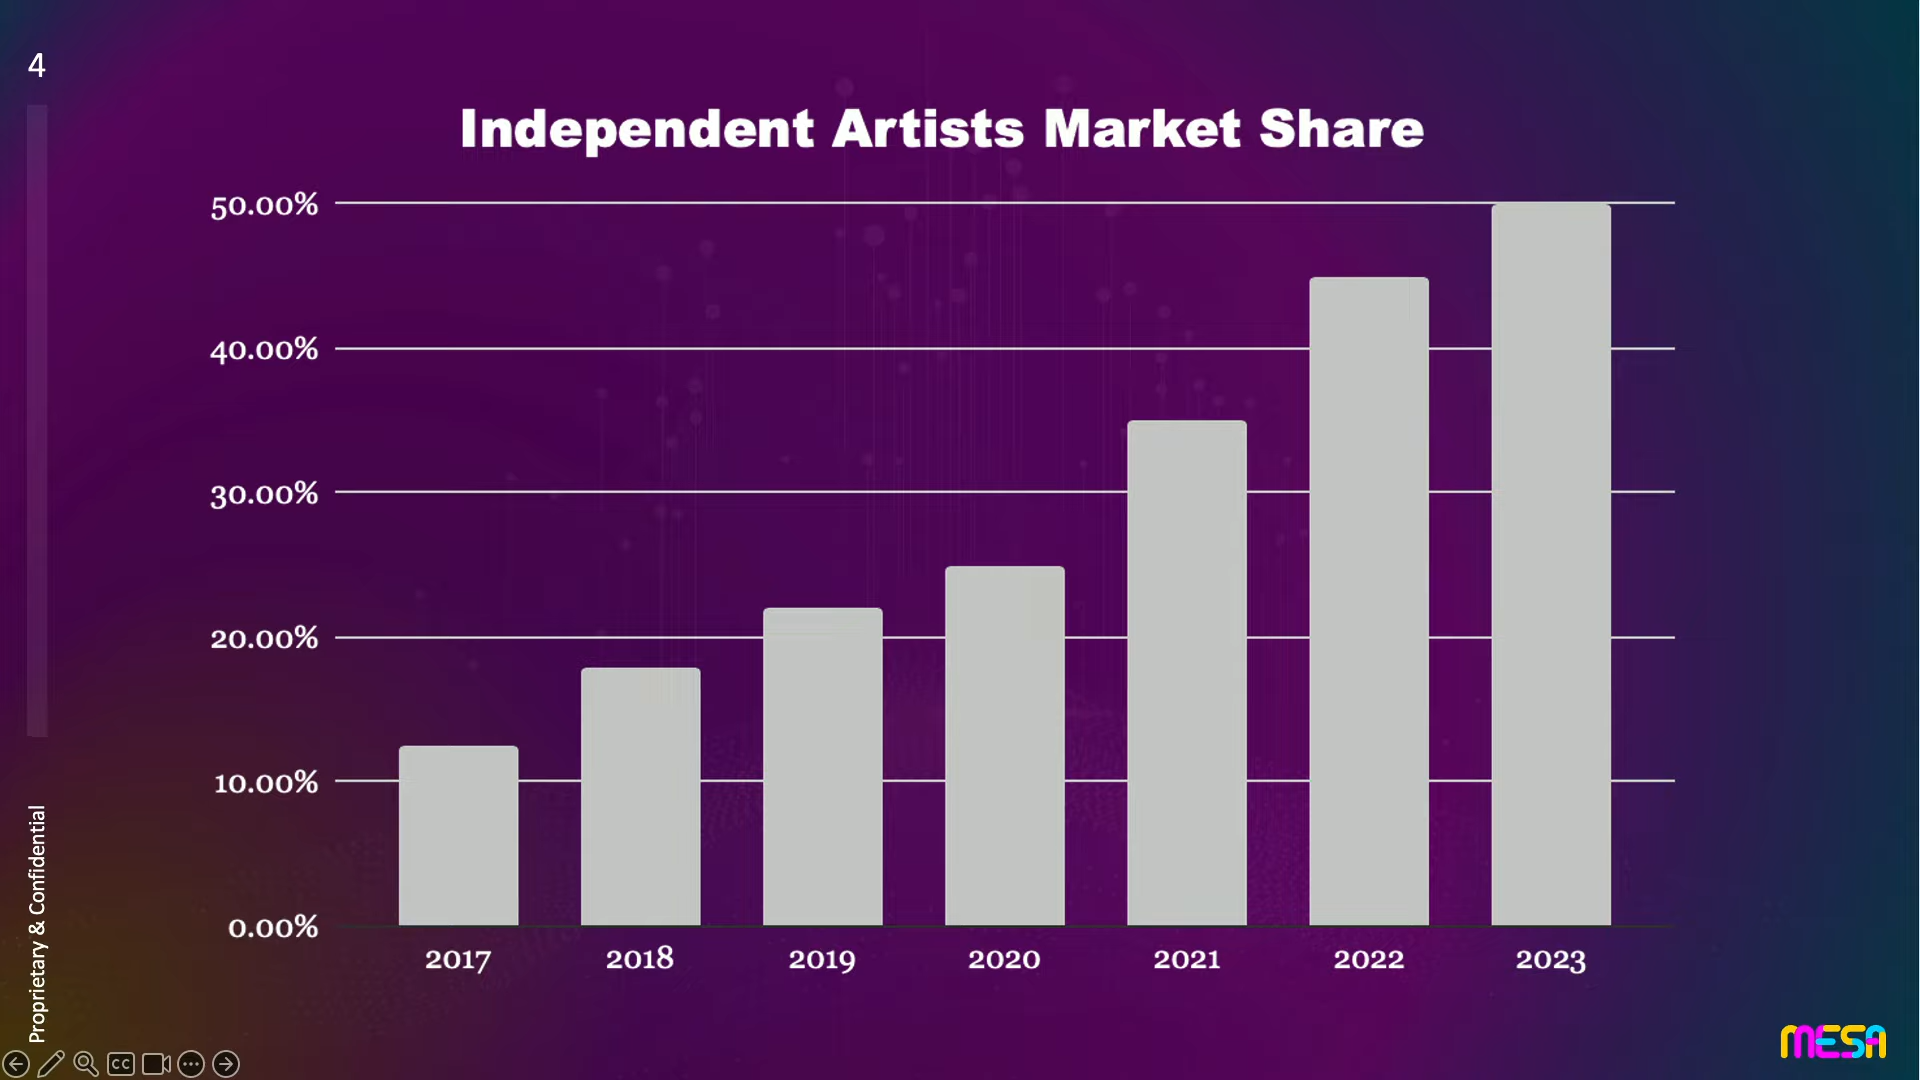 4
Independent Artists Market Share
50.00%
40.00%
30.00%
20.00%
10.00%
0.00%
2017 2018 2019 2020 2021 2022 2023
Proprietary & Confidential
CC
MESA